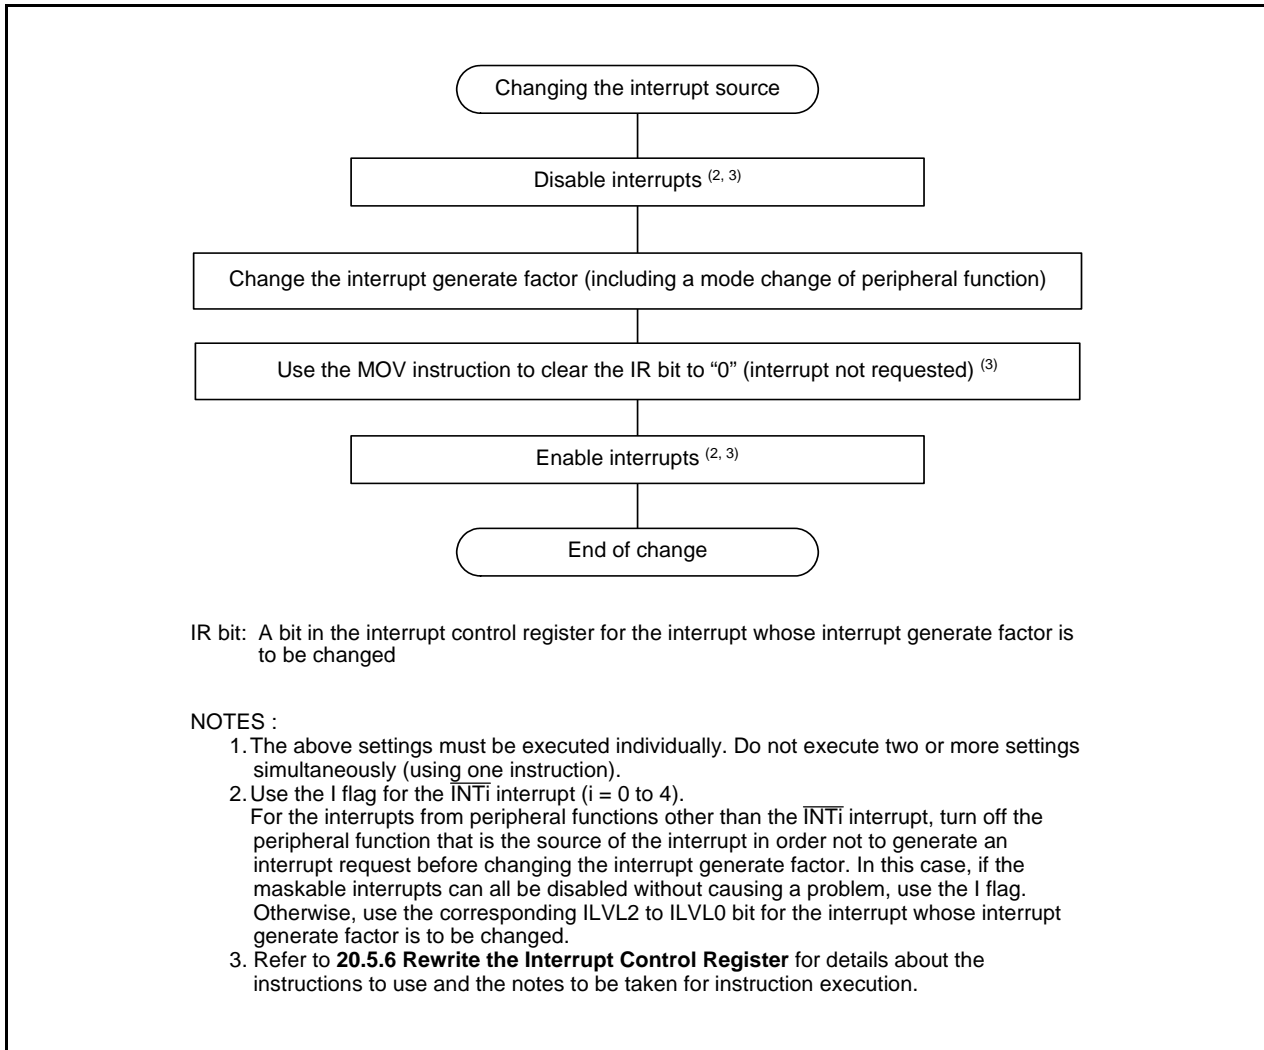 Changing the interrupt source
Disable interrupts (2, 3)
Change the interrupt generate factor (including a mode change of peripheral function)
Use the MOV instruction to clear the IR bit to “0” (interrupt not requested) (3)
Enable interrupts (2, 3)
End of change
IR bit: A bit in the interrupt control register for the interrupt whose interrupt generate factor is
to be changed
NOTES :
1. The above settings must be executed individually. Do not execute two or more settings
simultaneously (using one instruction).
2. Use the I flag for the INTi interrupt (i = 0 to 4).
For the interrupts from peripheral functions other than the INTi interrupt, turn off the
peripheral function that is the source of the interrupt in order not to generate an
interrupt request before changing the interrupt generate factor. In this case, if the
maskable interrupts can all be disabled without causing a problem, use the I flag.
Otherwise, use the corresponding ILVL2 to ILVL0 bit for the interrupt whose interrupt
generate factor is to be changed.
3. Refer to 20.5.6 Rewrite the Interrupt Control Register for details about the
instructions to use and the notes to be taken for instruction execution.